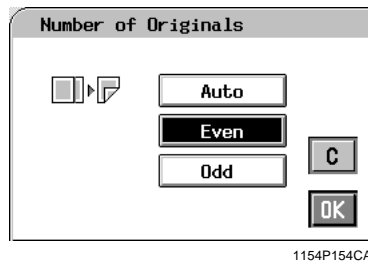 Number of Originals
Auto
Even
Odd
C
OK
1154P154CA